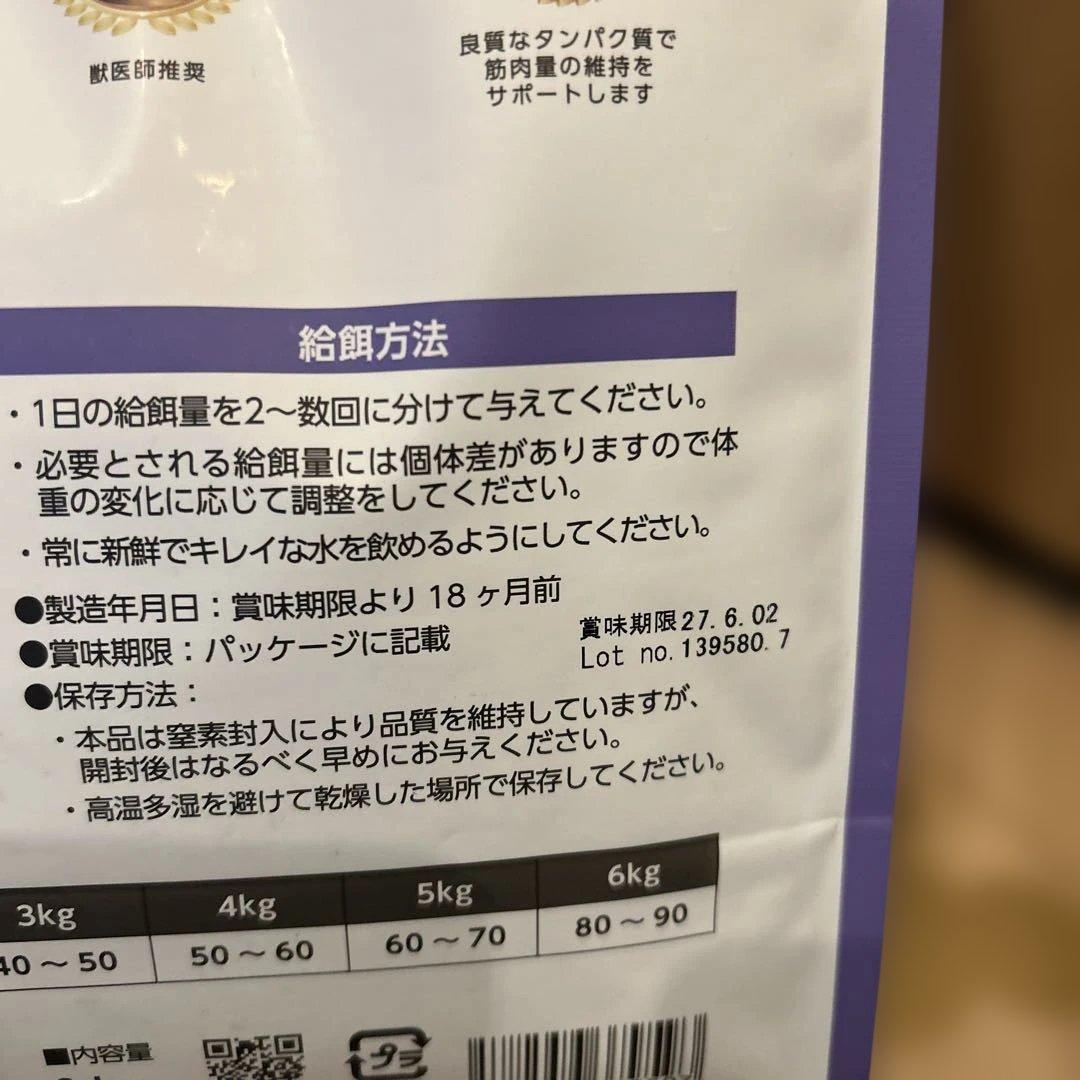 獣医師推奨
良質なタンパク質で
筋肉量の維持を
サポートします
給餌方法
・1日の給餌量を2～数回に分けて与えてください。
・必要とされる給餌量には個体差がありますので体
重の変化に応じて調整をしてください。
・常に新鮮でキレイな水を飲めるようにしてください。
●製造年月日：賞味期限より 18 ヶ月前
●賞味期限：パッケージに記載
賞味期限27.6.02
Lot no.139580.7
●保存方法：
・本品は窒素封入により品質を維持していますが、
開封後はなるべく早めにお与えください。
・高温多湿を避けて乾燥した場所で保存してください。
3kg 4kg 5kg 6kg
40～50 50～60 60～70 80～90
■内容量
プラ